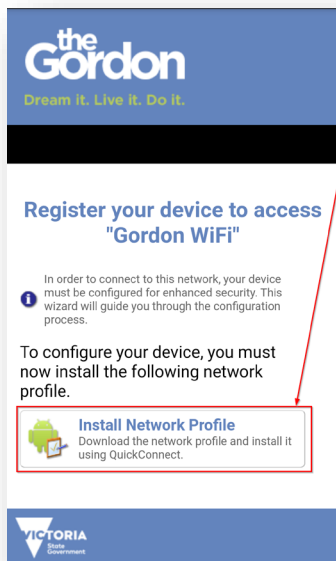 the
Gordon
Dream it. Live it. Do it.
Register your device to access
"Gordon WiFi"
In order to connect to this network, your device
must be configured for enhanced security. This
wizard will guide you through the configuration
process.
To configure your device, you must
now install the following network
profile.
Install Network Profile
Download the network profile and install it
using QuickConnect.
VICTORIA
State
Government